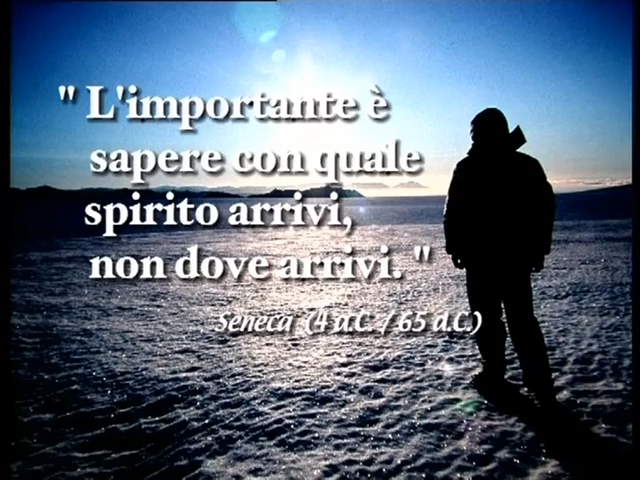 " L'importante è
sapere con quale
spirito arrivi,
non dove arrivi. "
Seneca (4 a.C. / 65 d.C.)